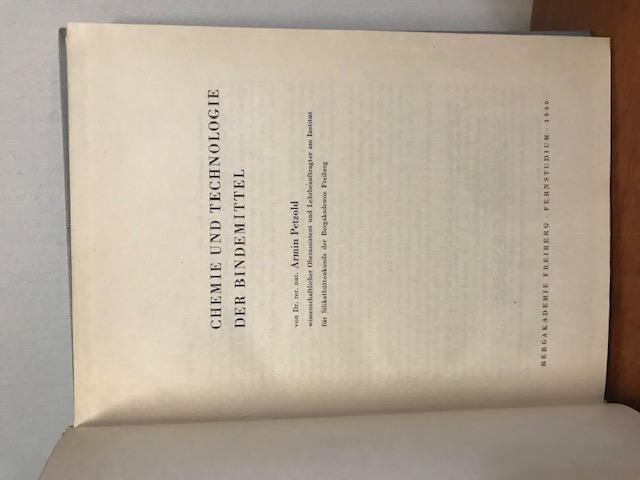 CHEMIE UND TECHNOLOGIE
DER BINDEMITTEL
von Dr. rer. nat. Armin Petzold
wissenschaftlicher Oberassistent und Lehrbeauftragter am Institut
für Silikathüttenkunde der Bergakademie Freiberg
BERGAKADEMIE FREIBERG · FERNSTUDIUM · 1960